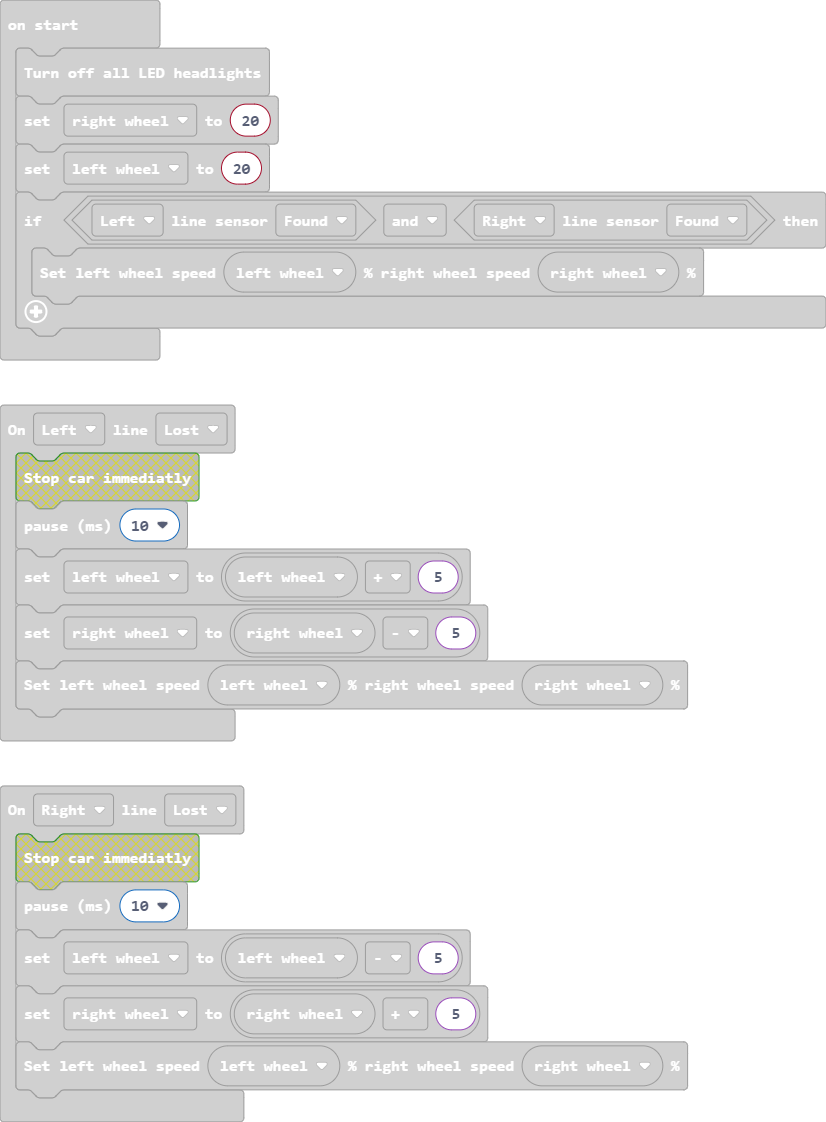 on start
Turn off all LED headlights
set right wheel to 20
set left wheel to 20
if Left line sensor Found and Right line sensor Found then
Set left wheel speed left wheel % right wheel speed right wheel %
On Left line Lost
Stop car immediatly
pause (ms) 10
set left wheel to left wheel + 5
set right wheel to right wheel - 5
Set left wheel speed left wheel % right wheel speed right wheel %
On Right line Lost
Stop car immediatly
pause (ms) 10
set left wheel to left wheel - 5
set right wheel to right wheel + 5
Set left wheel speed left wheel % right wheel speed right wheel %